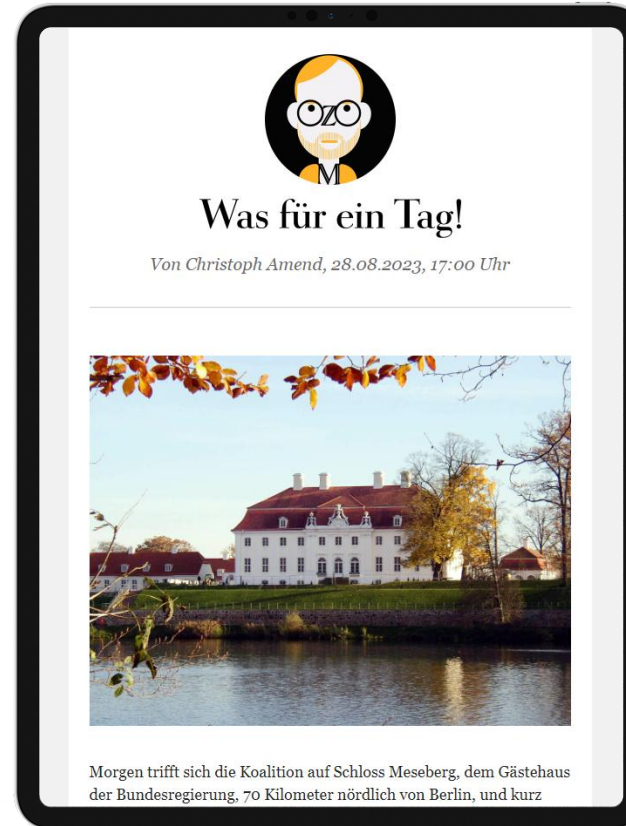 ZO
M
Was für ein Tag!
Von Christoph Amend, 28.08.2023, 17:00 Uhr
Morgen trifft sich die Koalition auf Schloss Meseberg, dem Gästehaus
der Bundesregierung, 70 Kilometer nördlich von Berlin, und kurz